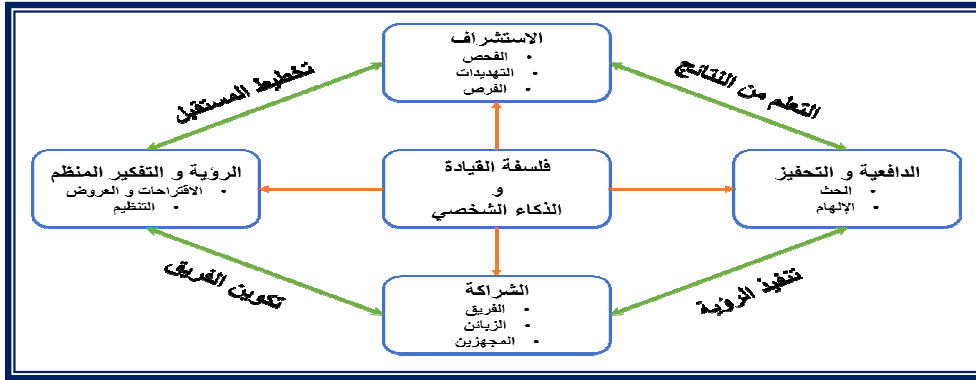 الاستشراف
الفحص
التهديدات
الفرص
التعلم من النتائج
تخطيط المستقبل
الدافعية و التحفيز
الحث
الإلهام
فلسفة القيادة
و
الذكاء الشخصي
الرؤية و التفكير المنظم
الاقتراحات و العروض
التنظيم
تنفيذ الرؤية
تكوين الفريق
الشراكة
الفريق
الزبائن
المجهزين